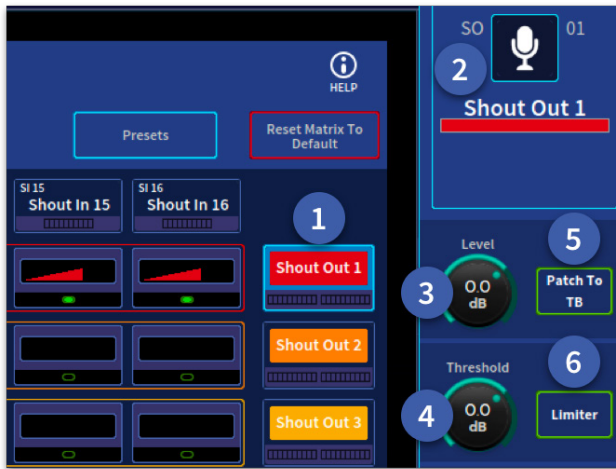 HELP
Presets
Reset Matrix To
Default
SI 15
Shout In 15
SI 16
Shout In 16
1
Shout Out 1
Shout Out 2
Shout Out 3
SO
01
2
Shout Out 1
Level
5
3
0.0
dB
Patch To
TB
Threshold
6
4
0.0
dB
Limiter